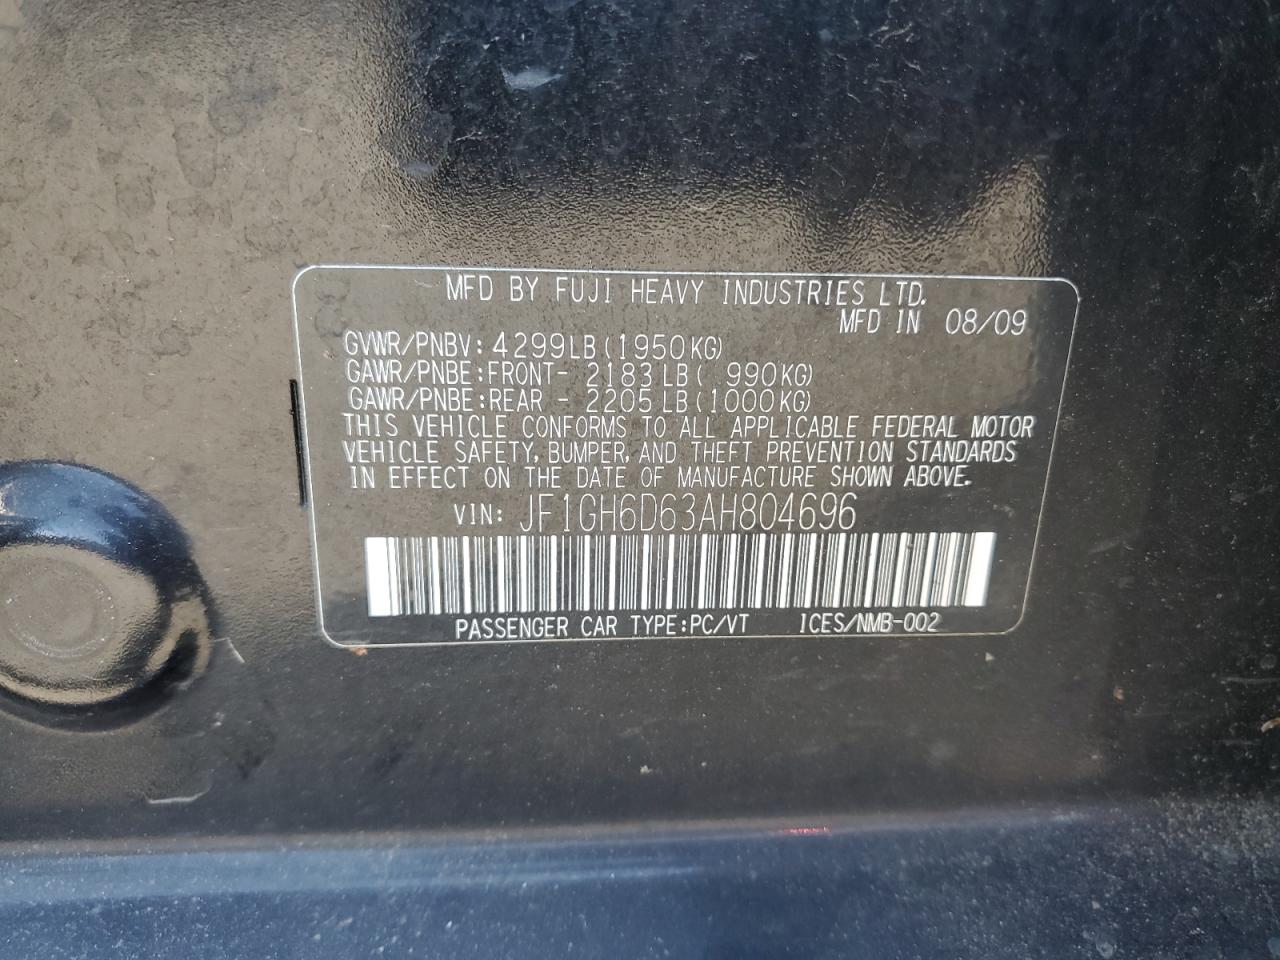 MFD BY FUJI HEAVY INDUSTRIES LTD.
MFD IN 08/09
GVWR/PNBV: 4299LB(1950KG)
GAWR/PNBE:FRONT- 2183LB( 990KG)
GAWR/PNBE:REAR - 2205LB(1000KG)
THIS VEHICLE CONFORMS TO ALL APPLICABLE FEDERAL MOTOR
VEHICLE SAFETY, BUMPER, AND THEFT PREVENTION STANDARDS
IN EFFECT ON THE DATE OF MANUFACTURE SHOWN ABOVE.
VIN: JF1GH6D63AH804696
PASSENGER CAR TYPE:PC/VT ICES/NMB-002